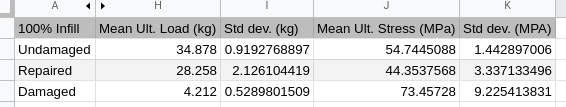 A H I J K
100% Infill Mean Ult. Load (kg) Std dev. (kg) Mean Ult. Stress (MPa) Std dev. (MPA)
Undamaged 34.878 0.9192768897 54.7445088 1.442897006
Repaired 28.258 2.126104419 44.3537568 3.337133496
Damaged 4.212 0.5289801509 73.45728 9.225413831